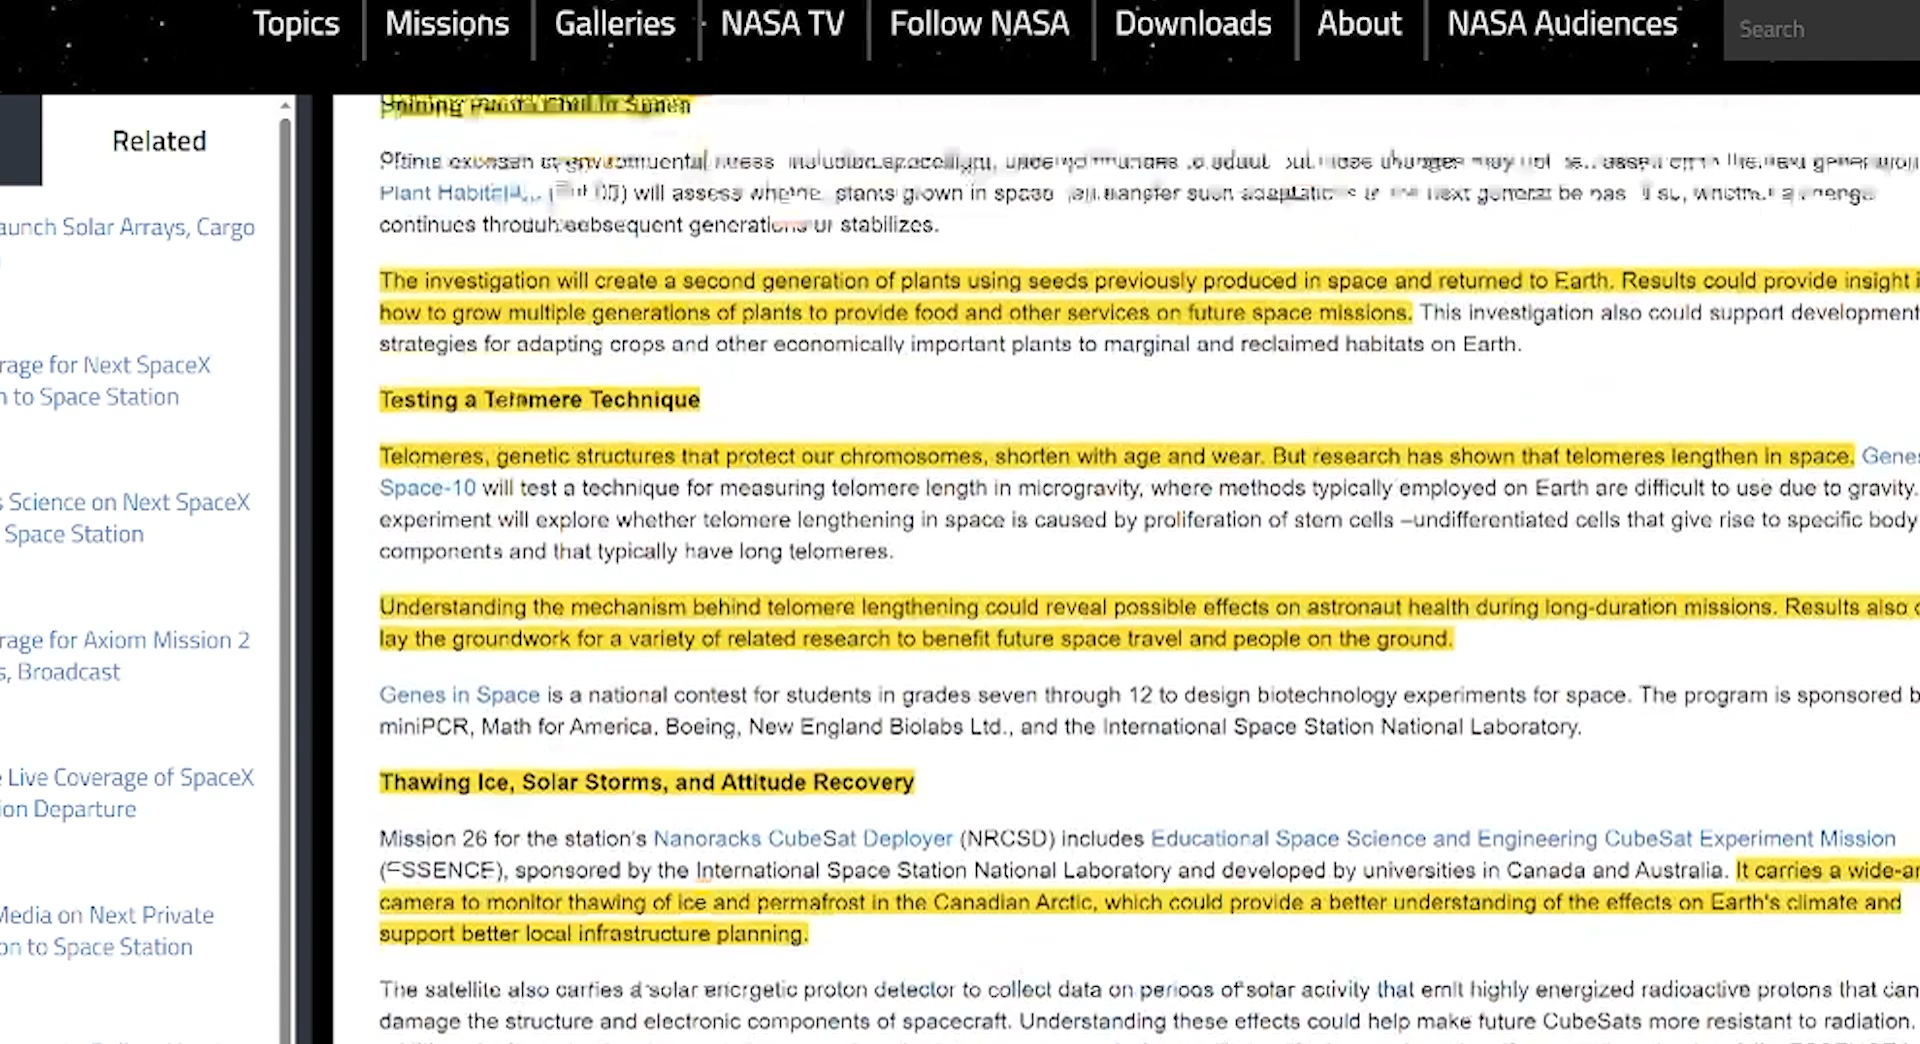 Topics Missions Galleries NASA TV Follow NASA Downloads About NASA Audiences Search
Related
aunch Solar Arrays, Cargo
rage for Next SpaceX
n to Space Station
s Science on Next SpaceX
Space Station
rage for Axiom Mission 2
s, Broadcast
e Live Coverage of SpaceX
ion Departure
Media on Next Private
on to Space Station
Plant will assess plants grown in space next
continues through subsequent generations or stabilizes.
The investigation will create a second generation of plants using seeds previously produced in space and returned to Earth. Results could provide insight i
how to grow multiple generations of plants to provide food and other services on future space missions. This investigation also could support development
strategies for adapting crops and other economically important plants to marginal and reclaimed habitats on Earth.
Testing a Telomere Technique
Telomeres, genetic structures that protect our chromosomes, shorten with age and wear. But research has shown that telomeres lengthen in space. Genes
Space-10 will test a technique for measuring telomere length in microgravity, where methods typically employed on Earth are difficult to use due to gravity.
experiment will explore whether telomere lengthening in space is caused by proliferation of stem cells –undifferentiated cells that give rise to specific body
components and that typically have long telomeres.
Understanding the mechanism behind telomere lengthening could reveal possible effects on astronaut health during long-duration missions. Results also c
lay the groundwork for a variety of related research to benefit future space travel and people on the ground.
Genes in Space is a national contest for students in grades seven through 12 to design biotechnology experiments for space. The program is sponsored b
miniPCR, Math for America, Boeing, New England Biolabs Ltd., and the International Space Station National Laboratory.
Thawing Ice, Solar Storms, and Attitude Recovery
Mission 26 for the station's Nanoracks CubeSat Deployer (NRCSD) includes Educational Space Science and Engineering CubeSat Experiment Mission
(ESSENCE), sponsored by the International Space Station National Laboratory and developed by universities in Canada and Australia. It carries a wide-an
camera to monitor thawing of ice and permafrost in the Canadian Arctic, which could provide a better understanding of the effects on Earth's climate and
support better local infrastructure planning.
The satellite also carries a solar energetic proton detector to collect data on periods of solar activity that emit highly energized radioactive protons that can
damage the structure and electronic components of spacecraft. Understanding these effects could help make future CubeSats more resistant to radiation.